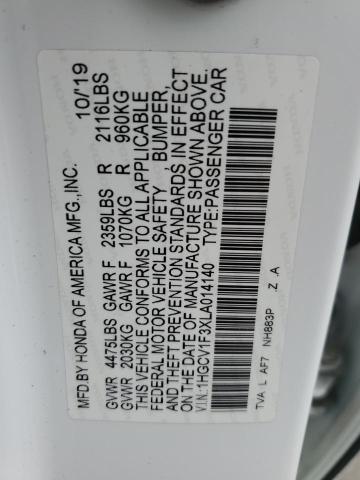 MFD.BY HONDA OF AMERICA MFG.,INC. 10/'19
GVWR 4475LBS GAWR F 2359LBS R 2116LBS
GVWR 2030KG GAWR F 1070KG R 960KG
THIS VEHICLE CONFORMS TO ALL APPLICABLE
FEDERAL MOTOR VEHICLE SAFETY BUMPER,
AND THEFT PREVENTION STANDARDS IN EFFECT
ON THE DATE OF MANUFACTURE SHOWN ABOVE.
V.I.N.:1HGCV1F3XLA014140 TYPE:PASSENGER CAR
TVA L AF7 NH883P Z A